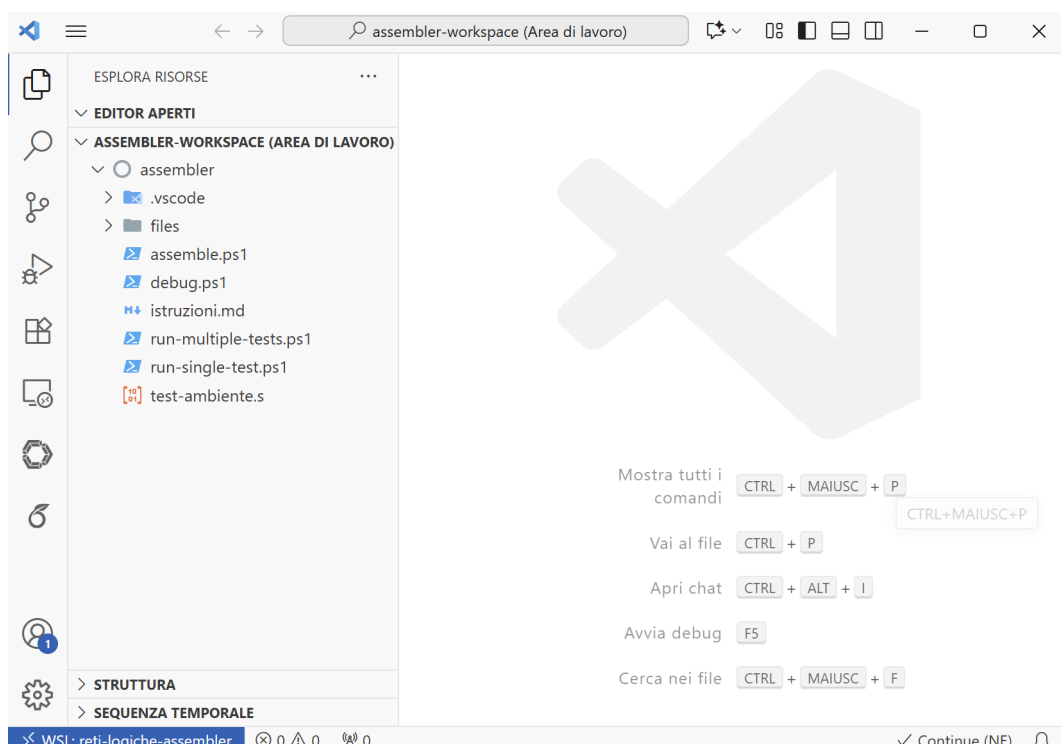 assembler-workspace (Area di lavoro)
ESPLORA RISORSE
EDITOR APERTI
ASSEMBLER-WORKSPACE (AREA DI LAVORO)
assembler
.vscode
files
assemble.ps1
debug.ps1
istruzioni.md
run-multiple-tests.ps1
run-single-test.ps1
test-ambiente.s
1
STRUTTURA
SEQUENZA TEMPORALE
Mostra tutti i
comandi CTRL + MAIUSC + P
CTRL+MAIUSC+P
Vai al file CTRL + P
Apri chat CTRL + ALT + I
Avvia debug F5
Cerca nei file CTRL + MAIUSC + F
WSL: reti-logiche-assembler 0 0 0 Continue (NE)